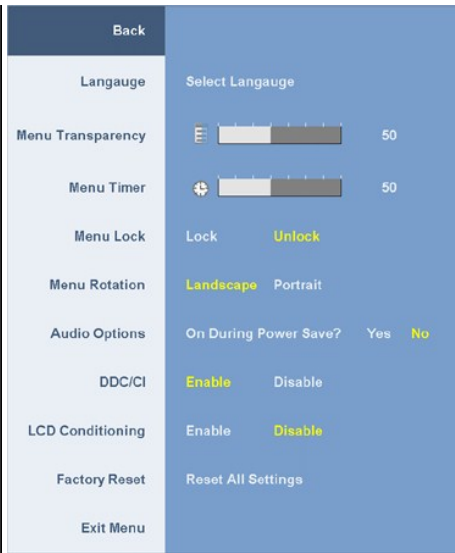 Back
Langauge Select Langauge
Menu Transparency 50
Menu Timer 50
Menu Lock Lock Unlock
Menu Rotation Landscape Portrait
Audio Options On During Power Save? Yes No
DDC/CI Enable Disable
LCD Conditioning Enable Disable
Factory Reset Reset All Settings
Exit Menu